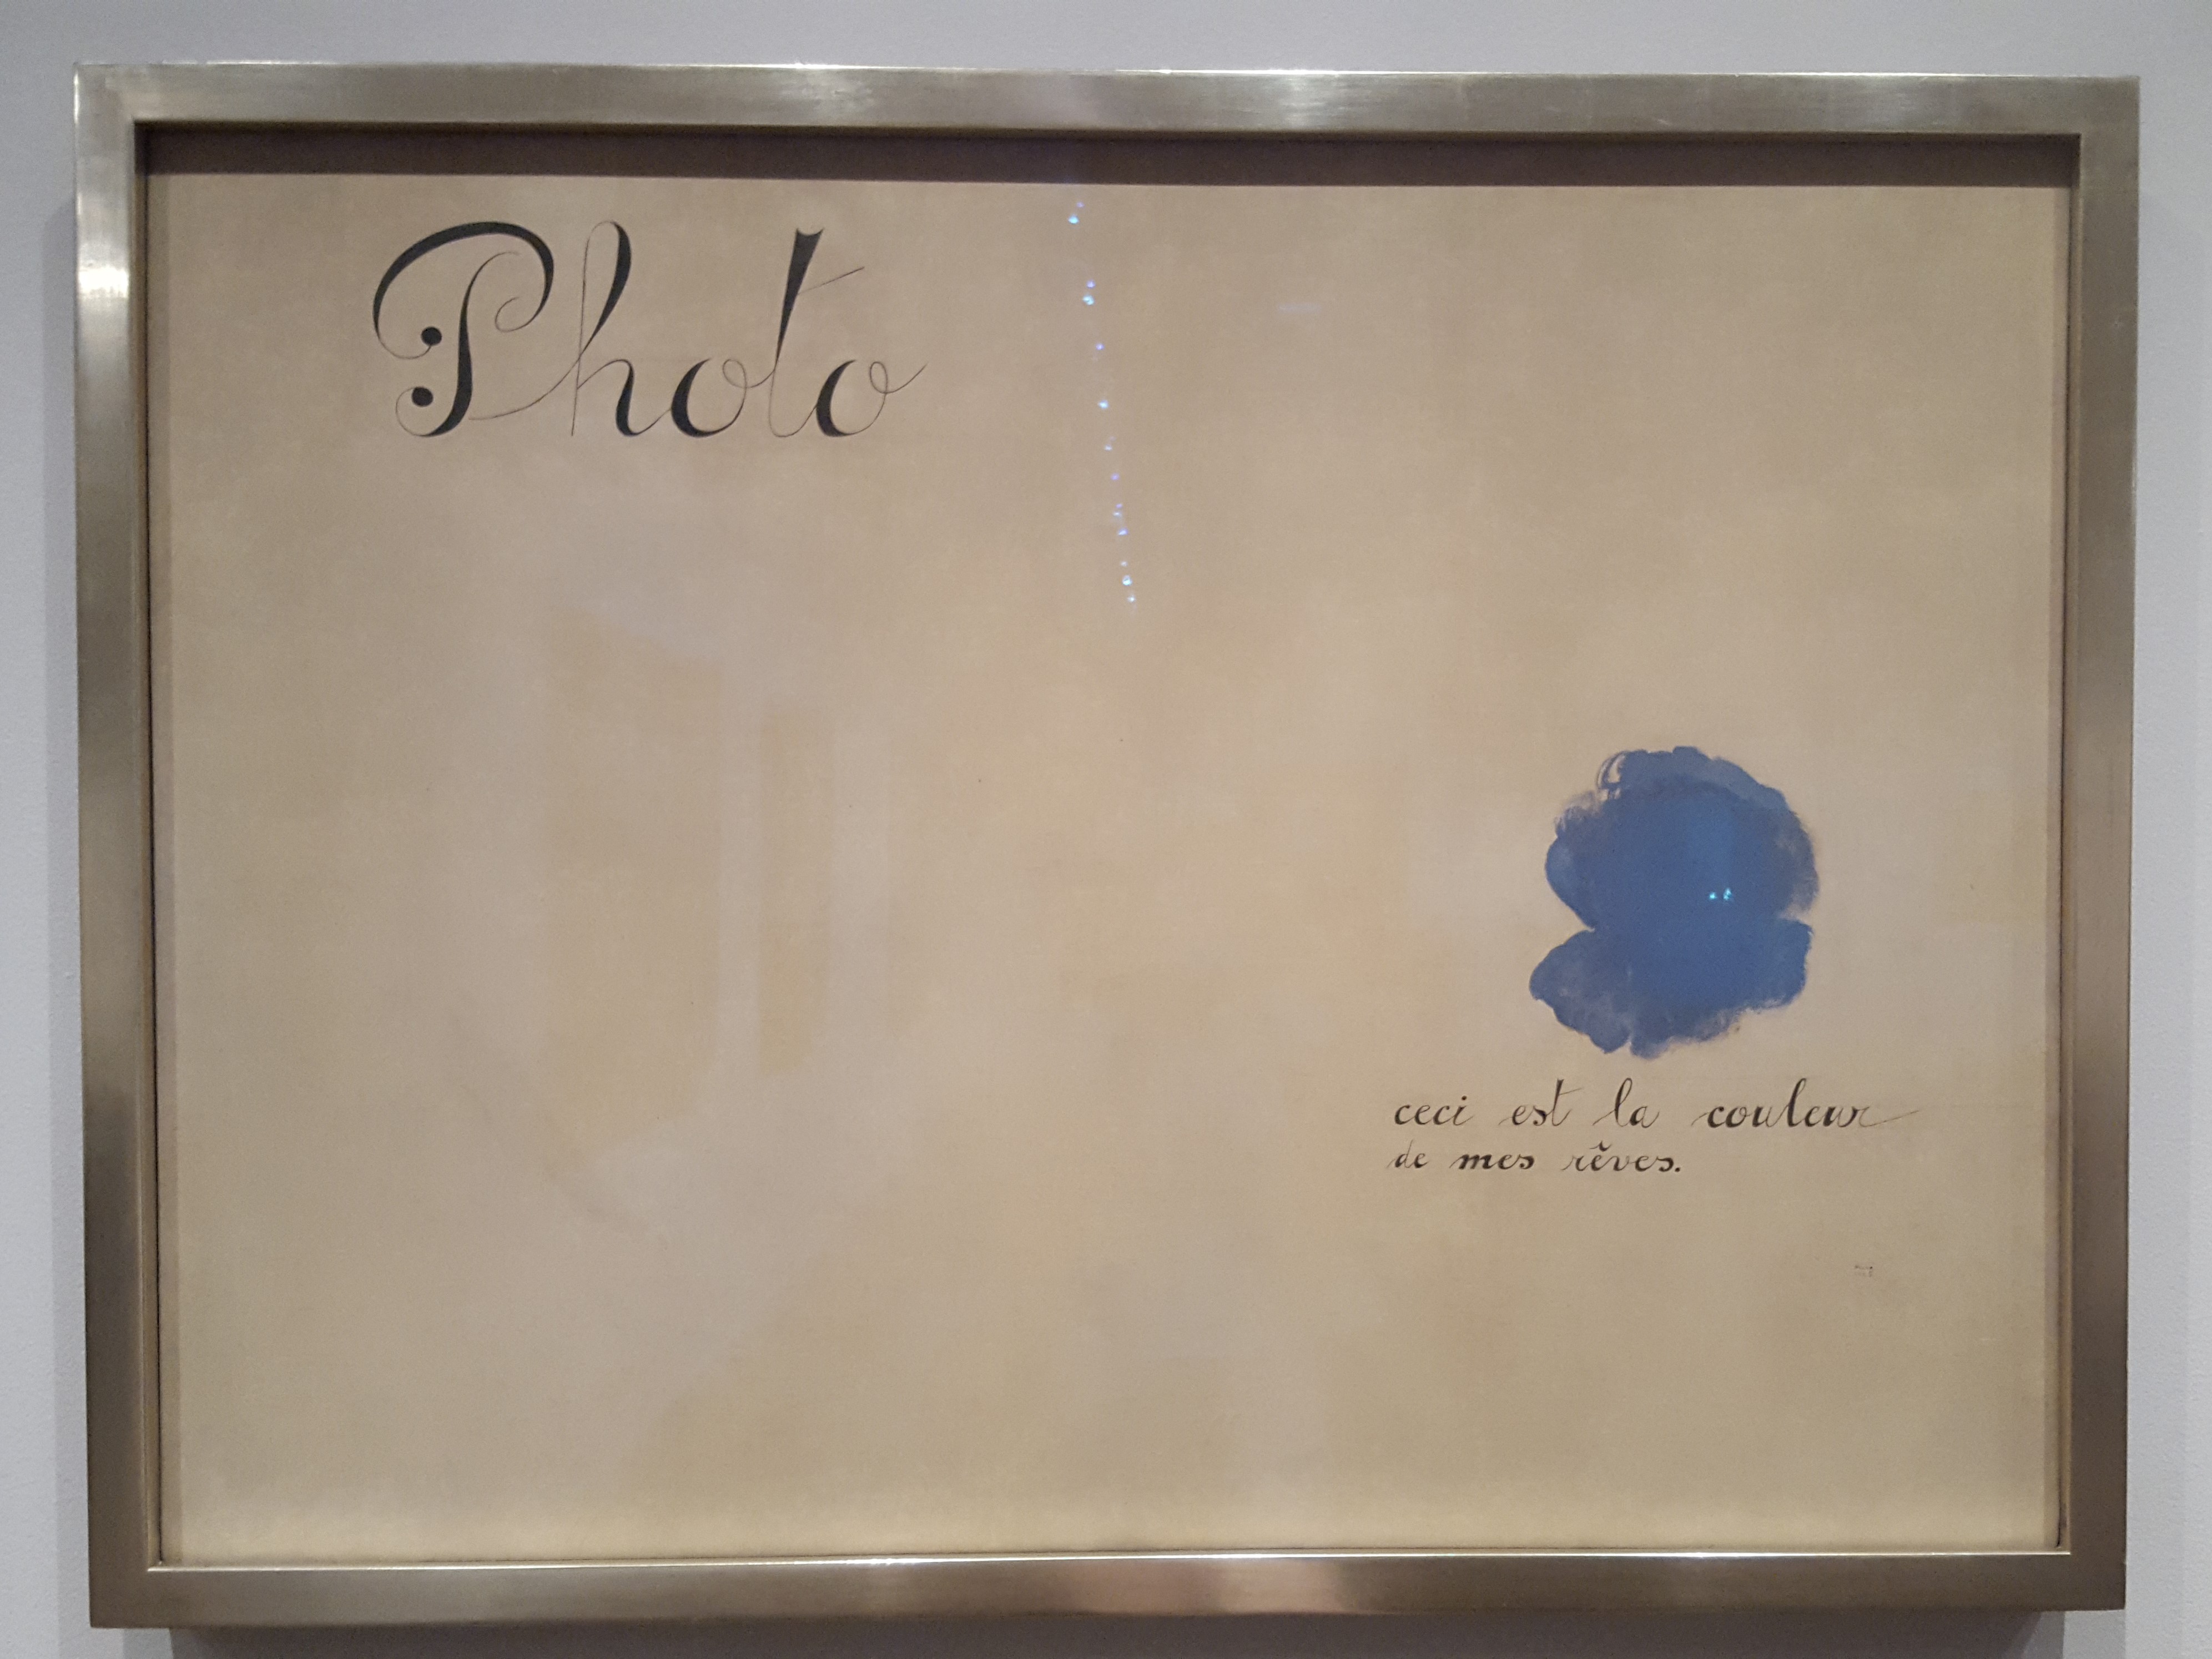 Photo
ceci est la couleur
de mes rêves.